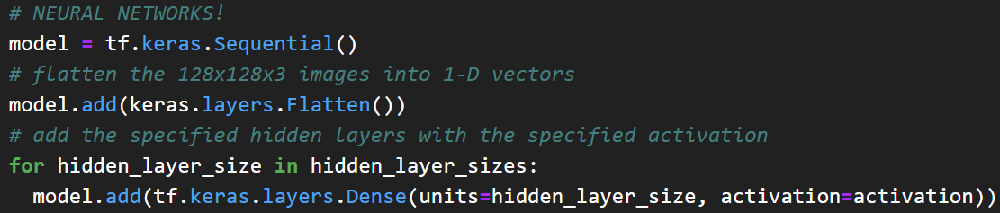 # NEURAL NETWORKS!
model = tf.keras.Sequential()
# flatten the 128x128x3 images into 1-D vectors
model.add(keras.layers.Flatten())
# add the specified hidden layers with the specified activation
for hidden_layer_size in hidden_layer_sizes:
  model.add(tf.keras.layers.Dense(units=hidden_layer_size, activation=activation))